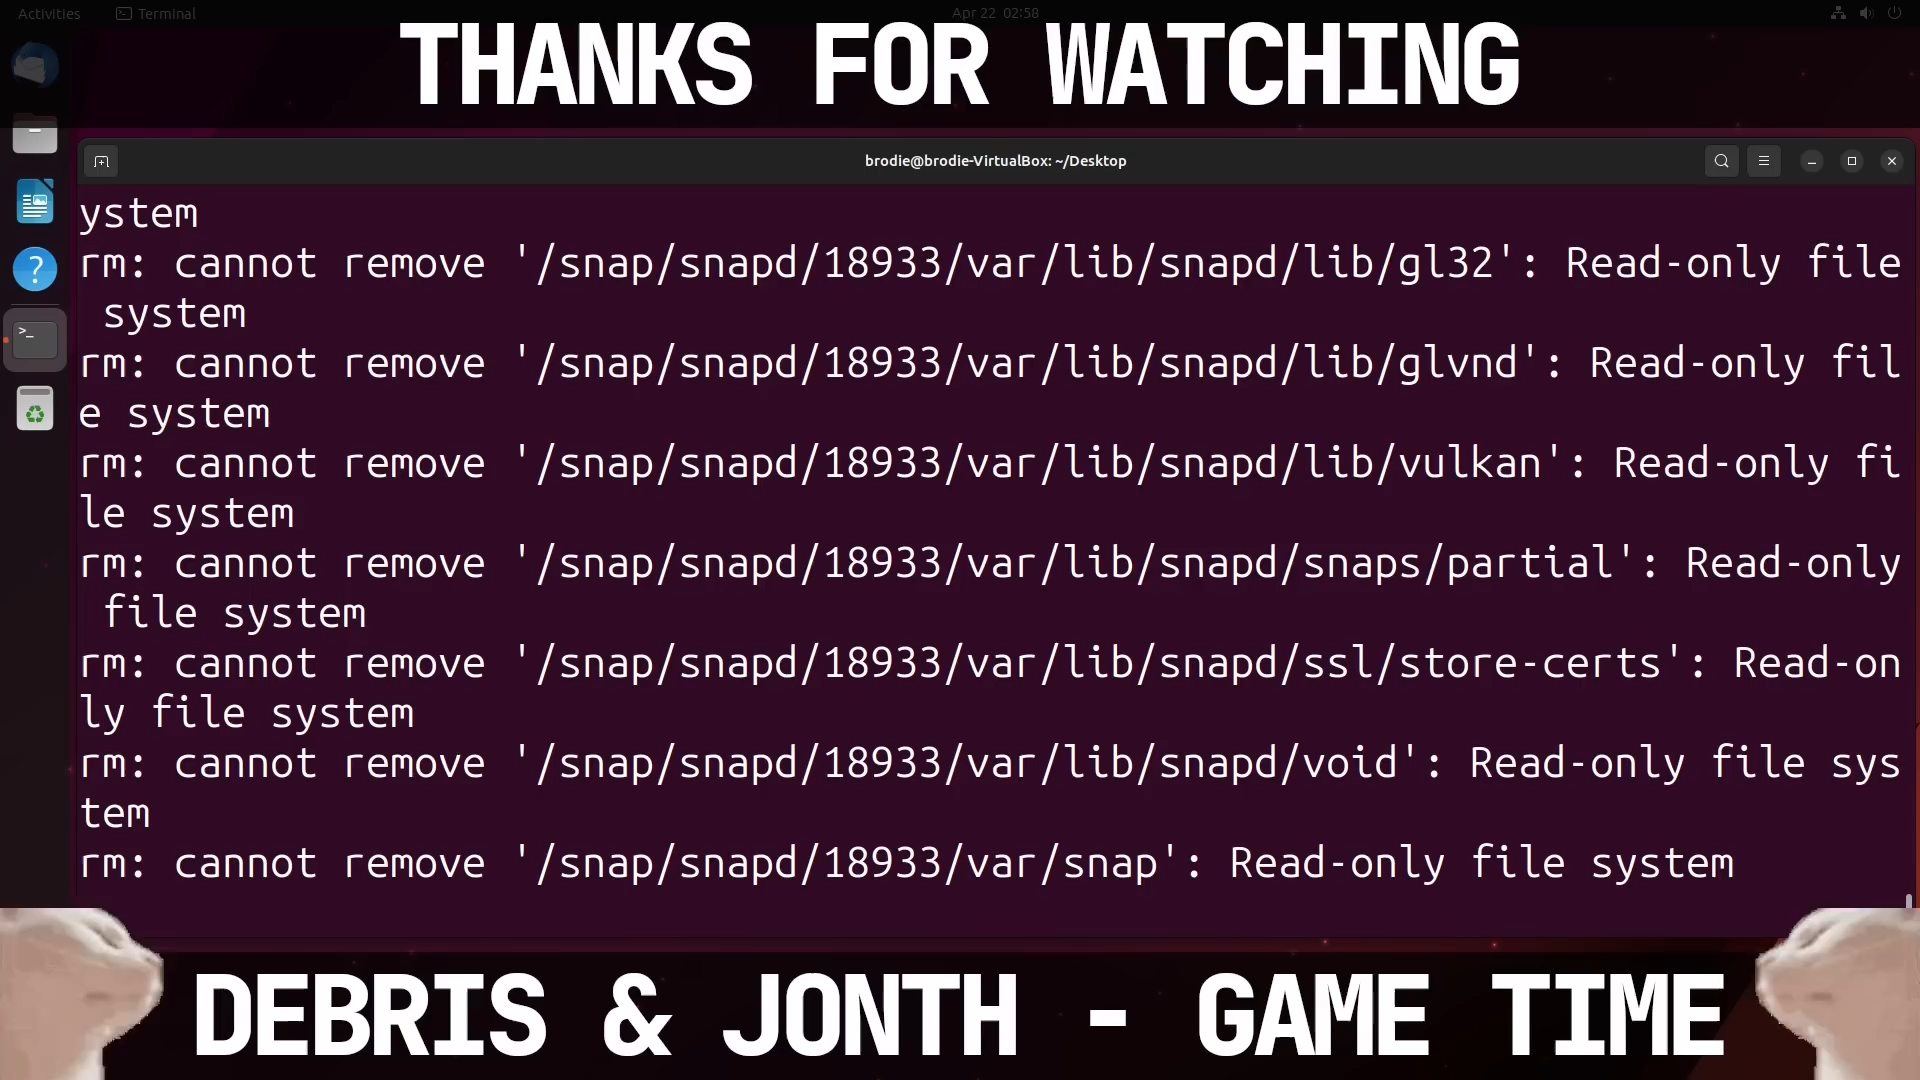 Activities
Terminal
Apr 22 02:58
THANKS FOR WATCHING
brodie@brodie-VirtualBox: ~/Desktop
ystem
rm: cannot remove '/snap/snapd/18933/var/lib/snapd/lib/gl32': Read-only file
 system
rm: cannot remove '/snap/snapd/18933/var/lib/snapd/lib/glvnd': Read-only fil
e system
rm: cannot remove '/snap/snapd/18933/var/lib/snapd/lib/vulkan': Read-only fi
le system
rm: cannot remove '/snap/snapd/18933/var/lib/snapd/snaps/partial': Read-only
 file system
rm: cannot remove '/snap/snapd/18933/var/lib/snapd/ssl/store-certs': Read-on
ly file system
rm: cannot remove '/snap/snapd/18933/var/lib/snapd/void': Read-only file sys
tem
rm: cannot remove '/snap/snapd/18933/var/snap': Read-only file system
DEBRIS & JONTH - GAME TIME